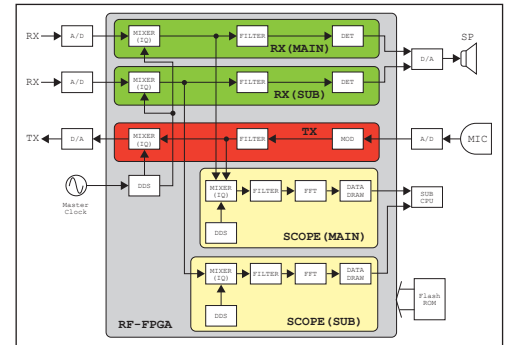 RX
A/D
MIXER
(IQ)
FILTER
DET
RX(MAIN)
SP
D/A
RX
A/D
MIXER
(IQ)
FILTER
DET
RX(SUB)
TX
D/A
MIXER
(IQ)
FILTER
TX
MOD
A/D
MIC
Master
Clock
DDS
MIXER
(IQ)
FILTER
FFT
DATA
DRAW
SUB
CPU
DDS
SCOPE(MAIN)
MIXER
(IQ)
FILTER
FFT
DATA
DRAW
DDS
SCOPE(SUB)
Flash
ROM
RF-FPGA